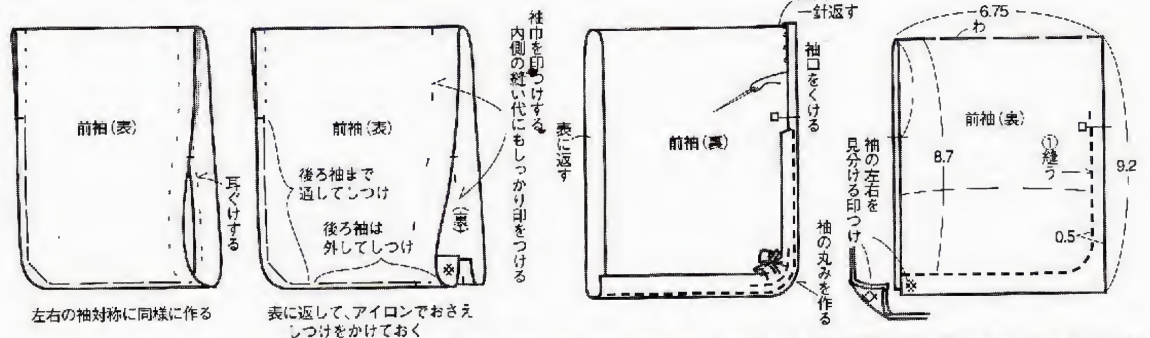 6.75
わ
前袖(裏)
①縫う
8.7
9.2
0.5
袖の左右を
見分ける印つけ
※
◇
一針返す
袖口をくける
前袖(裏)
表に返す
袖の丸みを作る
袖巾を印つけする
内側の縫い代にもしっかり印をつける
前袖(表)
(裏)
後ろ袖まで
通してしつけ
後ろ袖は
外してしつけ
※
表に返して、アイロンでおさえ
しつけをかけておく
前袖(表)
耳ぐけする
左右の袖対称に同様に作る